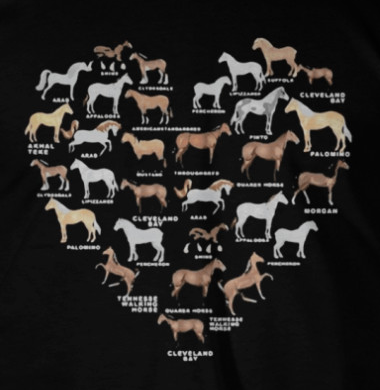 SHIRE
CLYDESDALE
SUFFOLK
LIPIZZANER
CLEVELAND
BAY
ARAB
APPALOOSA
PERCHERON
AMERICANSTANDARDBRED
PINTO
AKHAL
TEKE
ARAB
PALOMINO
MUSTANG
THOROUGHBRED
CLYDESDALE
LIPIZZANER
QUARTER HORSE
MORGAN
CLEVELAND
BAY
ARAB
PALOMINO
PERCHERON
SHIRE
APPALOOSA
PERCHERON
TENNESSEE
WALKING
HORSE
QUARTER HORSE
TENNESSEE
WALKING
HORSE
CLEVELAND
BAY